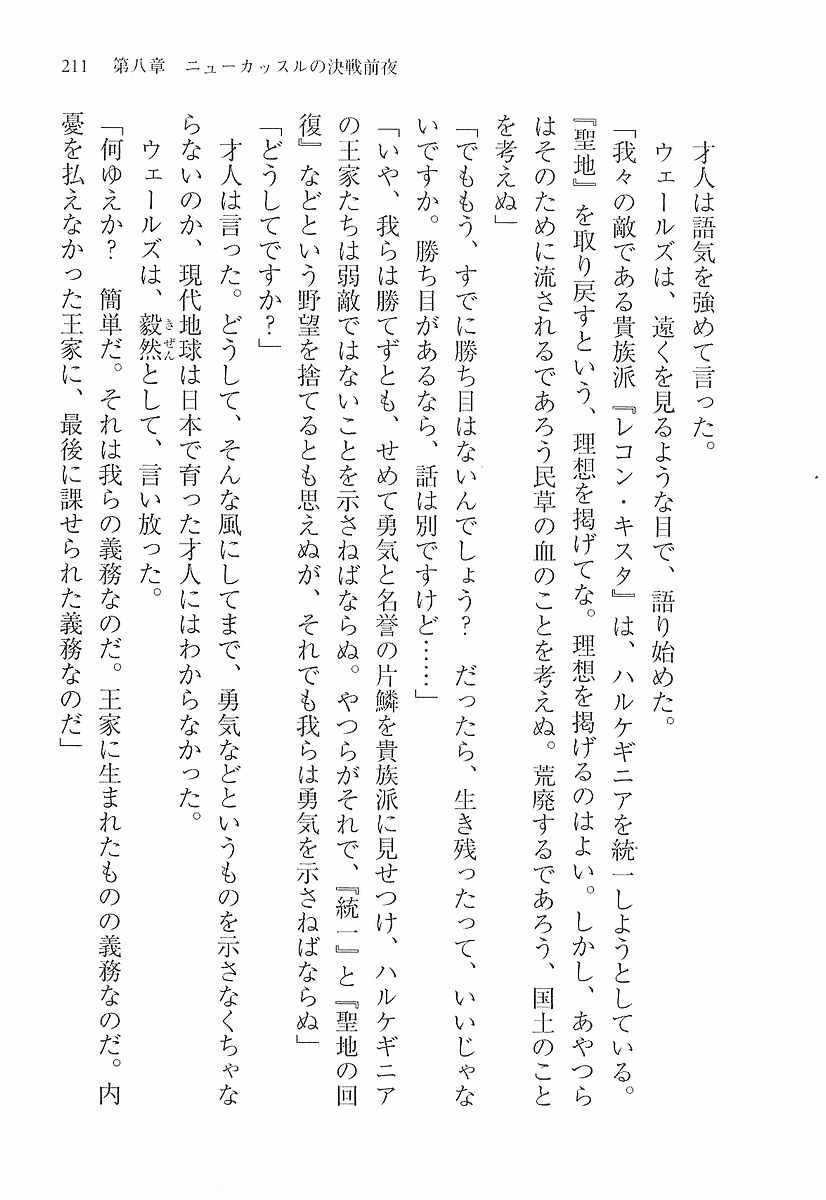 211　第八章　ニューカッスルの決戦前夜
　才人は語気を強めて言った。
　ウェールズは、遠くを見るような目で、語り始めた。
「我々の敵である貴族派『レコン・キスタ』は、ハルケギニアを統一しようとしている。
『聖地』を取り戻すという、理想を掲げてな。理想を掲げるのはよい。しかし、あやつら
はそのために流されるであろう民草の血のことを考えぬ。荒廃するであろう、国土のこと
を考えぬ」
「でももう、すでに勝ち目はないんでしょう？　だったら、生き残ったって、いいじゃな
いですか。勝ち目があるなら、話は別ですけど……」
「いや、我らは勝てずとも、せめて勇気と名誉の片鱗を貴族派に見せつけ、ハルケギニア
の王家たちは弱敵ではないことを示さねばならぬ。やつらがそれで、『統一』と『聖地の回
復』などという野望を捨てるとも思えぬが、それでも我らは勇気を示さねばならぬ」
「どうしてですか？」
　才人は言った。どうして、そんな風にしてまで、勇気などというものを示さなくちゃな
らないのか、現代地球は日本で育った才人にはわからなかった。
　ウェールズは、毅然きぜんとして、言い放った。
「何ゆえか？　簡単だ。それは我らの義務なのだ。王家に生まれたものの義務なのだ。内
憂を払えなかった王家に、最後に課せられた義務なのだ」